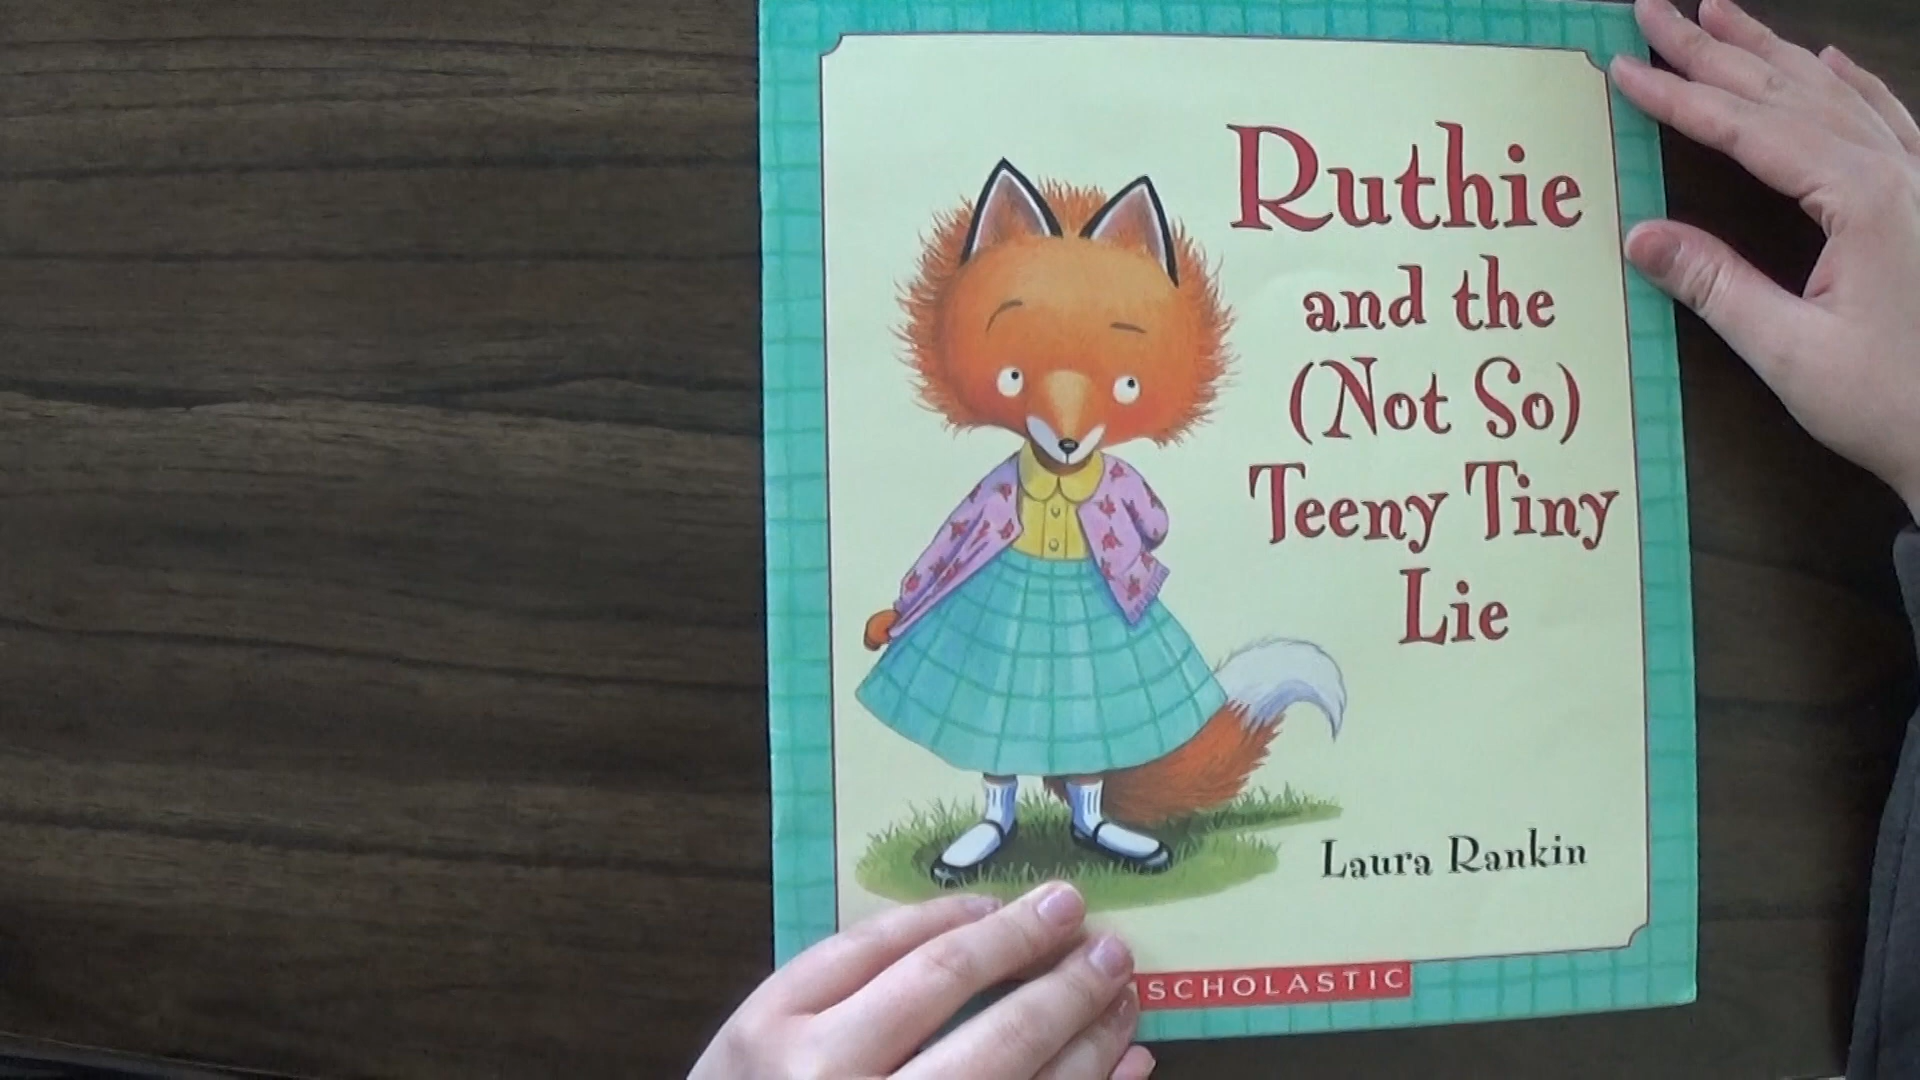 Ruthie
and the
(Not So)
Teeny Tiny
Lie
Laura Rankin
SCHOLASTIC